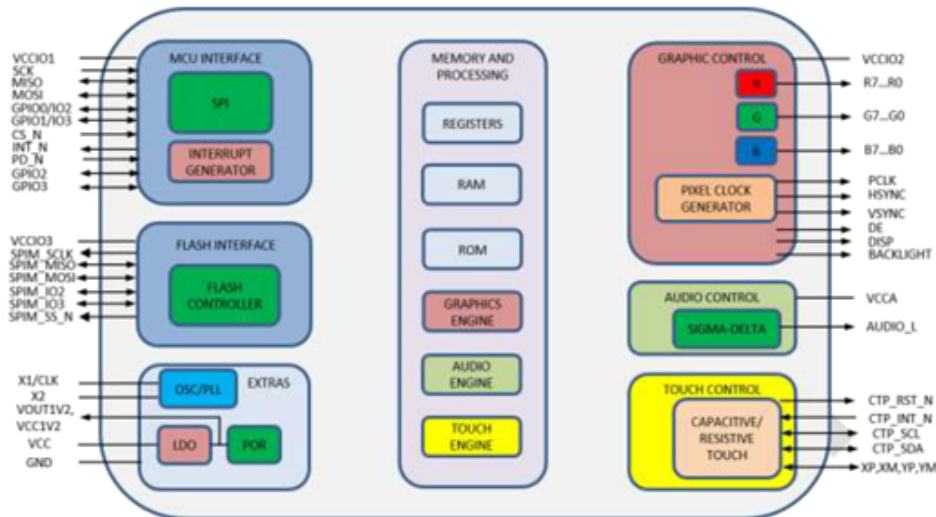 VCCIO1
SCK
MISO
MOSI
GPIO0/IO2
GPIO1/IO3
CS_N
INT_N
PD_N
GPIO2
GPIO3
MCU INTERFACE
SPI
INTERRUPT
GENERATOR
VCCIO3
SPIM_SCLK
SPIM_MISO
SPIM_MOSI
SPIM_IO2
SPIM_IO3
SPIM_SS_N
FLASH INTERFACE
FLASH
CONTROLLER
X1/CLK
X2
VOUT1V2,
VCC1V2
VCC
GND
OSC/PLL
EXTRAS
LDO
POR
MEMORY AND
PROCESSING
REGISTERS
RAM
ROM
GRAPHICS
ENGINE
AUDIO
ENGINE
TOUCH
ENGINE
GRAPHIC CONTROL
R
G
B
PIXEL CLOCK
GENERATOR
VCCIO2
R7...R0
G7...G0
B7...B0
PCLK
HSYNC
VSYNC
DE
DISP
BACKLIGHT
AUDIO CONTROL
SIGMA-DELTA
VCCA
AUDIO_L
TOUCH CONTROL
CAPACITIVE/
RESISTIVE
TOUCH
CTP_RST_N
CTP_INT_N
CTP_SCL
CTP_SDA
XP,XM,YP,YM